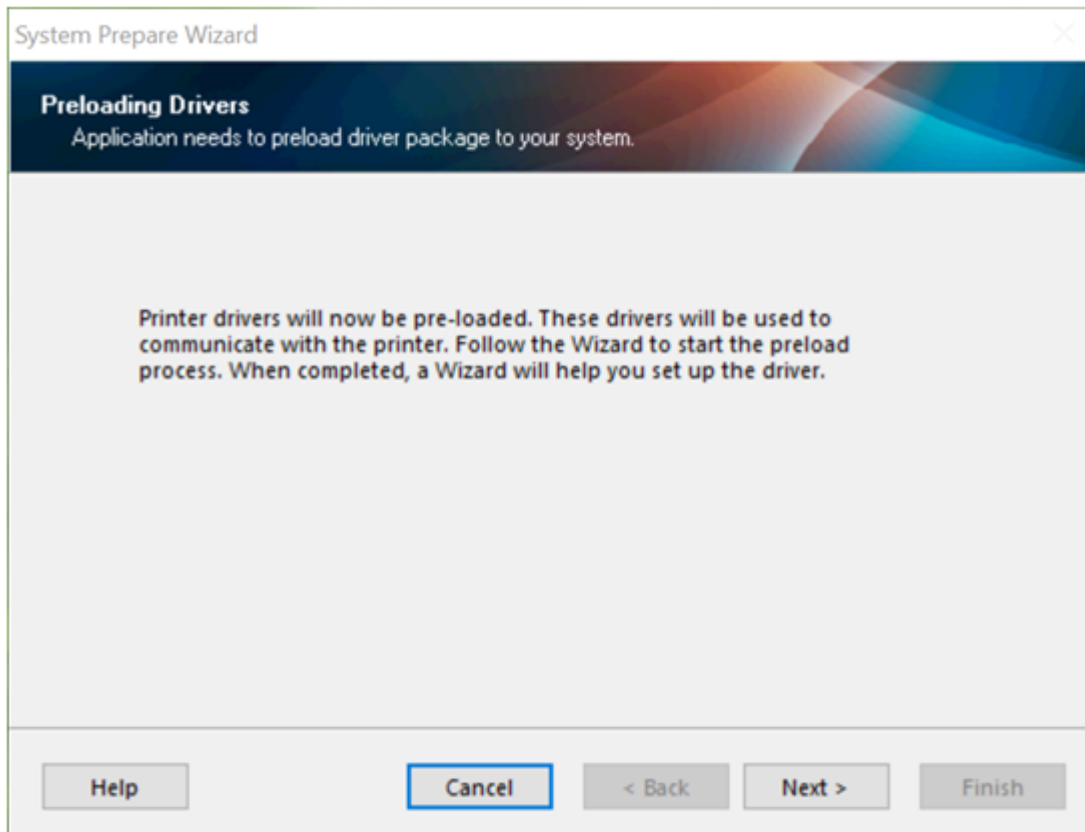 System Prepare Wizard
Preloading Drivers
Application needs to preload driver package to your system.
Printer drivers will now be pre-loaded. These drivers will be used to
communicate with the printer. Follow the Wizard to start the preload
process. When completed, a Wizard will help you set up the driver.
Help Cancel < Back Next > Finish